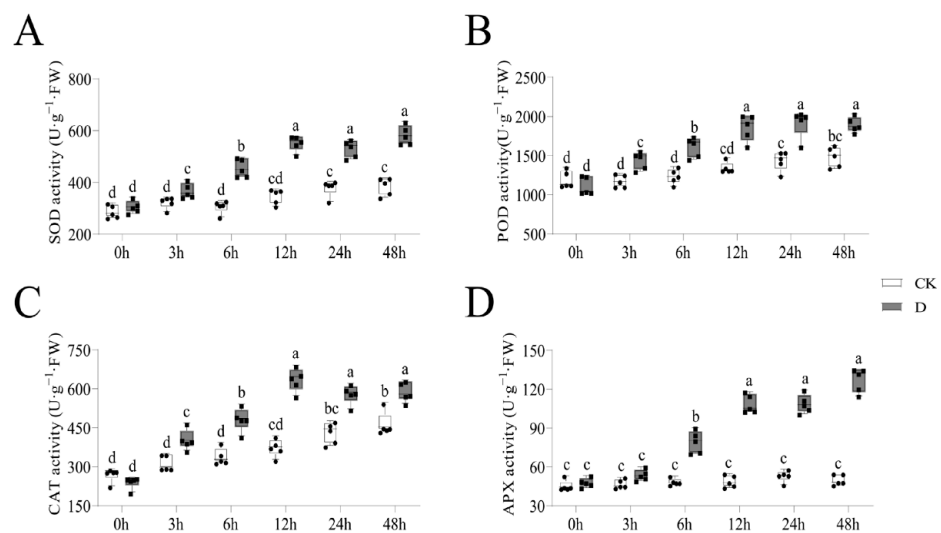 A
SOD activity (U·g⁻¹·FW)
800
600
400
200
d d d c d b cd a c a c a
0h 3h 6h 12h 24h 48h
B
POD activity(U·g⁻¹·FW)
2500
2000
1500
1000
500
d d d c d b cd a c a bc a
0h 3h 6h 12h 24h 48h
CK
D
C
CAT activity (U·g⁻¹·FW)
750
600
450
300
150
d d d c d b cd a bc a b a
0h 3h 6h 12h 24h 48h
D
APX activity (U·g⁻¹·FW)
150
120
90
60
30
c c c c c b c a c a c a
0h 3h 6h 12h 24h 48h